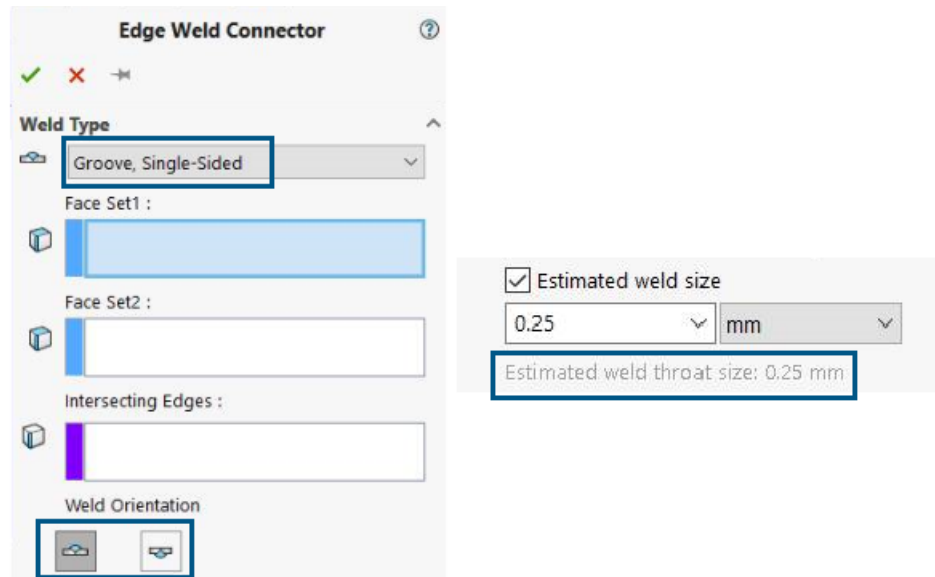 Edge Weld Connector
Weld Type
Groove, Single-Sided
Face Set1 :
Face Set2 :
Intersecting Edges :
Weld Orientation
Estimated weld size
0.25 mm
Estimated weld throat size: 0.25 mm